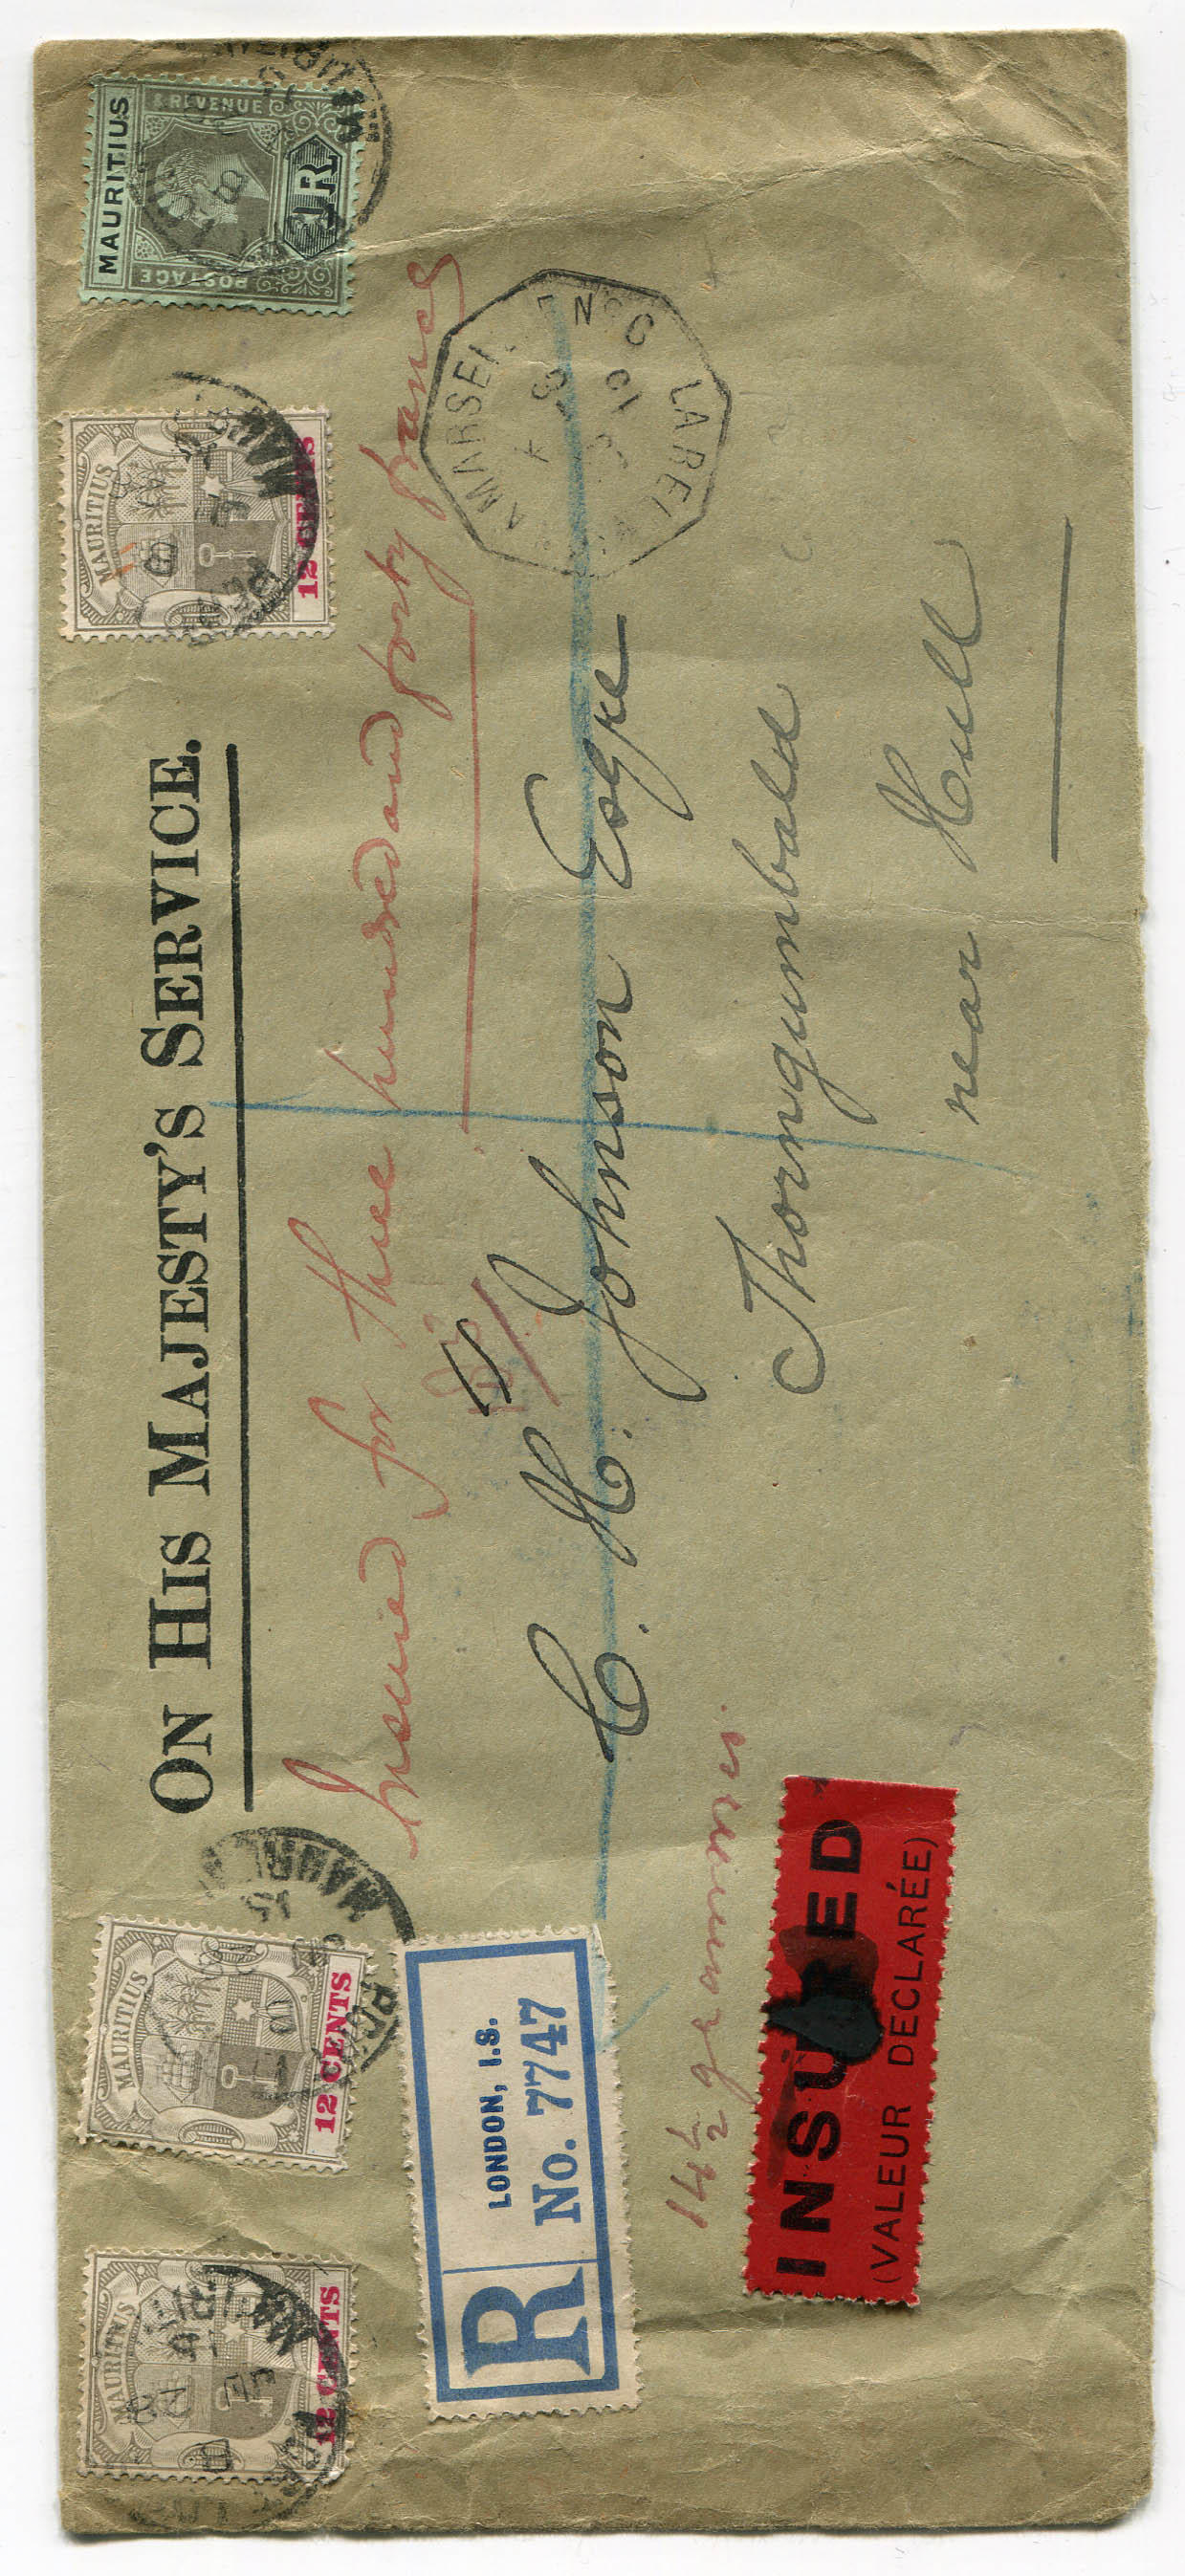 ON HIS MAJESTY'S SERVICE.
MAURITIUS
12 CENTS
MAURITIUS
12 CENTS
MAURITIUS
12 CENTS
MAURITIUS
POSTAGE & REVENUE
1R
Insured for three hundred and forty francs
C. H. Johnson Esqre
Thorngumbald
near Hull
R
LONDON, I.S.
No. 7747
14½ grammes.
INSURED
(VALEUR DECLARÉE)